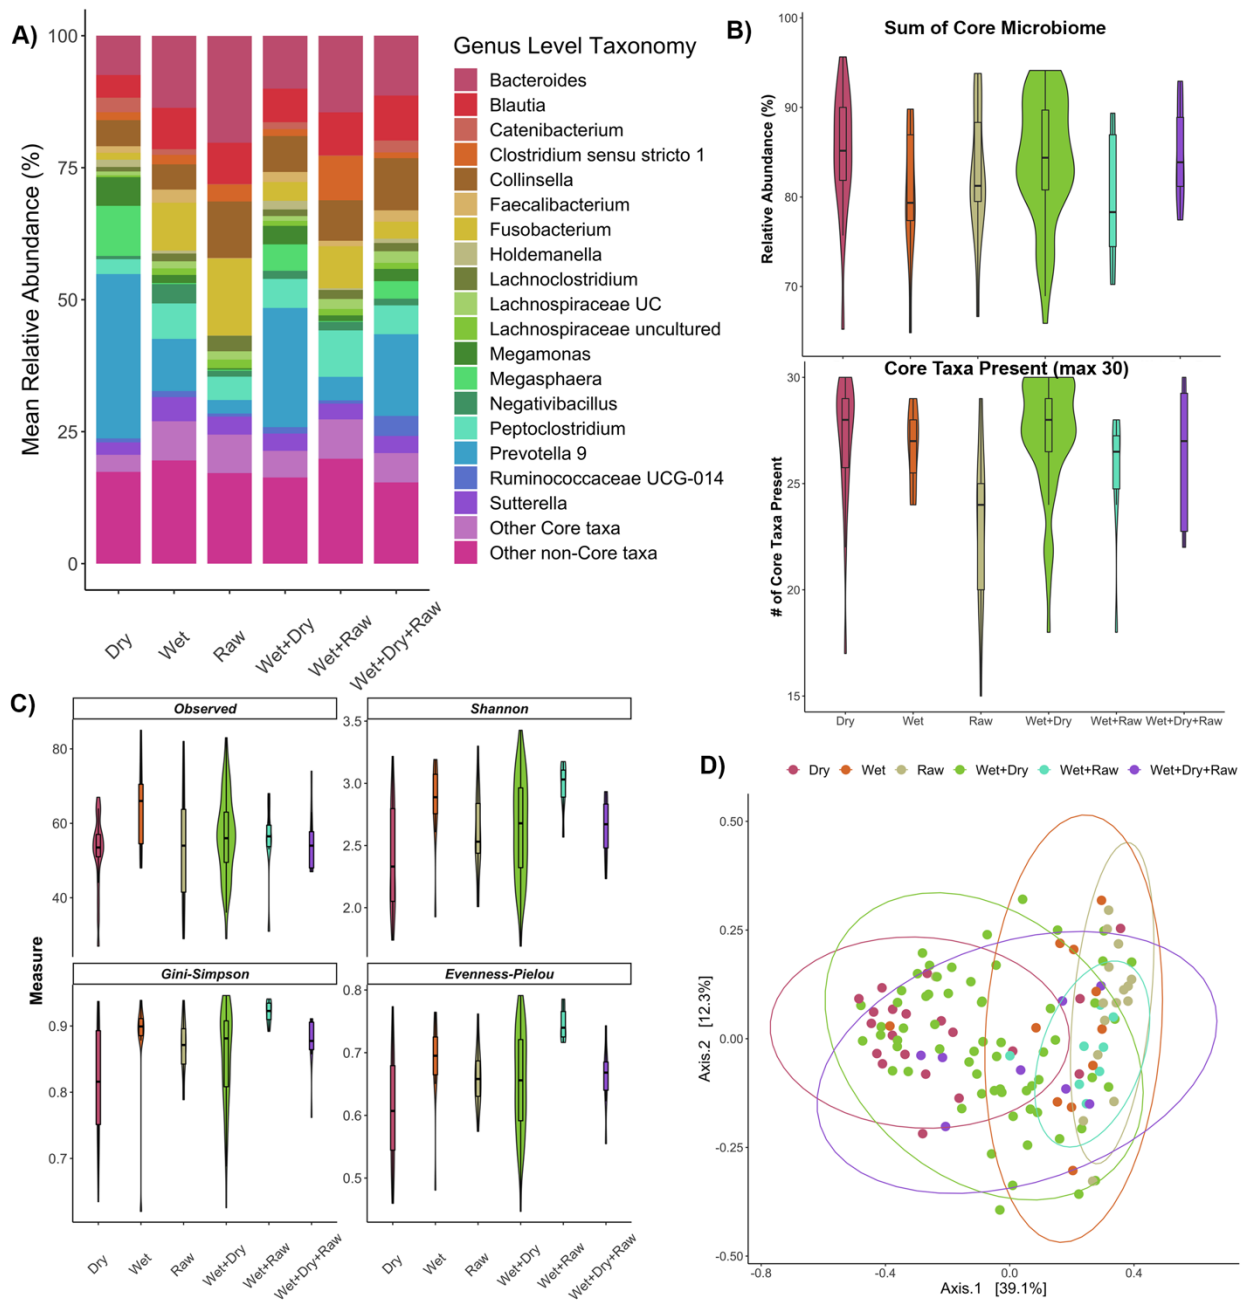 A)
Mean Relative Abundance (%)
100
75
50
25
0
Dry
Wet
Raw
Wet+Dry
Wet+Raw
Wet+Dry+Raw
Genus Level Taxonomy
Bacteroides
Blautia
Catenibacterium
Clostridium sensu stricto 1
Collinsella
Faecalibacterium
Fusobacterium
Holdemanella
Lachnoclostridium
Lachnospiraceae UC
Lachnospiraceae uncultured
Megamonas
Megasphaera
Negativibacillus
Peptoclostridium
Prevotella 9
Ruminococcaceae UCG-014
Sutterella
Other Core taxa
Other non-Core taxa
B)
Sum of Core Microbiome
Relative Abundance (%)
100
90
80
70
Core Taxa Present (max 30)
# of Core Taxa Present
30
25
20
15
Dry
Wet
Raw
Wet+Dry
Wet+Raw
Wet+Dry+Raw
C)
Measure
Observed
80
60
40
Shannon
3.5
3.0
2.5
2.0
Gini-Simpson
0.9
0.8
0.7
Evenness-Pielou
0.8
0.7
0.6
0.5
Dry
Wet
Raw
Wet+Dry
Wet+Raw
Wet+Dry+Raw
Dry
Wet
Raw
Wet+Dry
Wet+Raw
Wet+Dry+Raw
D)
Dry
Wet
Raw
Wet+Dry
Wet+Raw
Wet+Dry+Raw
Axis.2 [12.3%]
0.50
0.25
0.00
-0.25
-0.50
-0.8
-0.4
0.0
0.4
Axis.1 [39.1%]